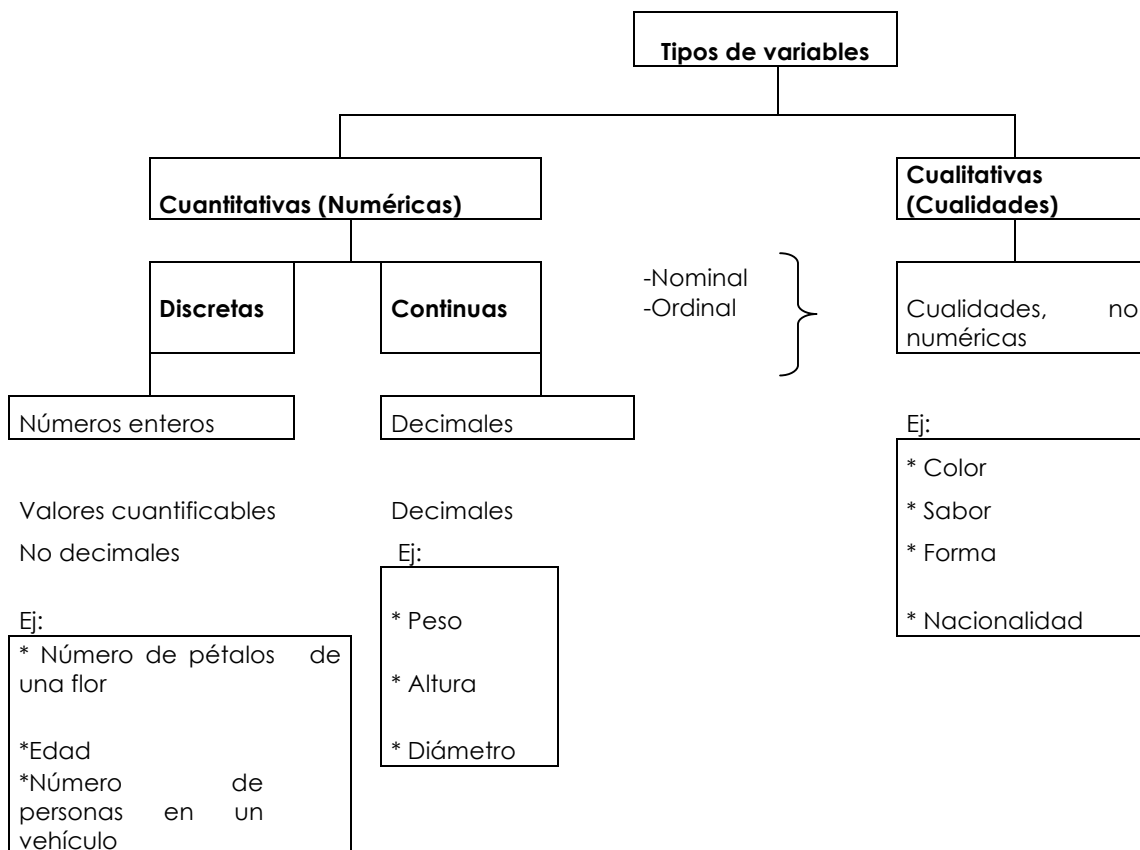 Tipos de variables
Cuantitativas (Numéricas)
Cualitativas
(Cualidades)
Discretas
Continuas
-Nominal
-Ordinal
Cualidades, no
numéricas
Números enteros
Decimales
Valores cuantificables
No decimales
Ej:
* Número de pétalos de
una flor
*Edad
*Número de
personas en un
vehículo
Decimales
Ej:
* Peso
* Altura
* Diámetro
Ej:
* Color
* Sabor
* Forma
* Nacionalidad